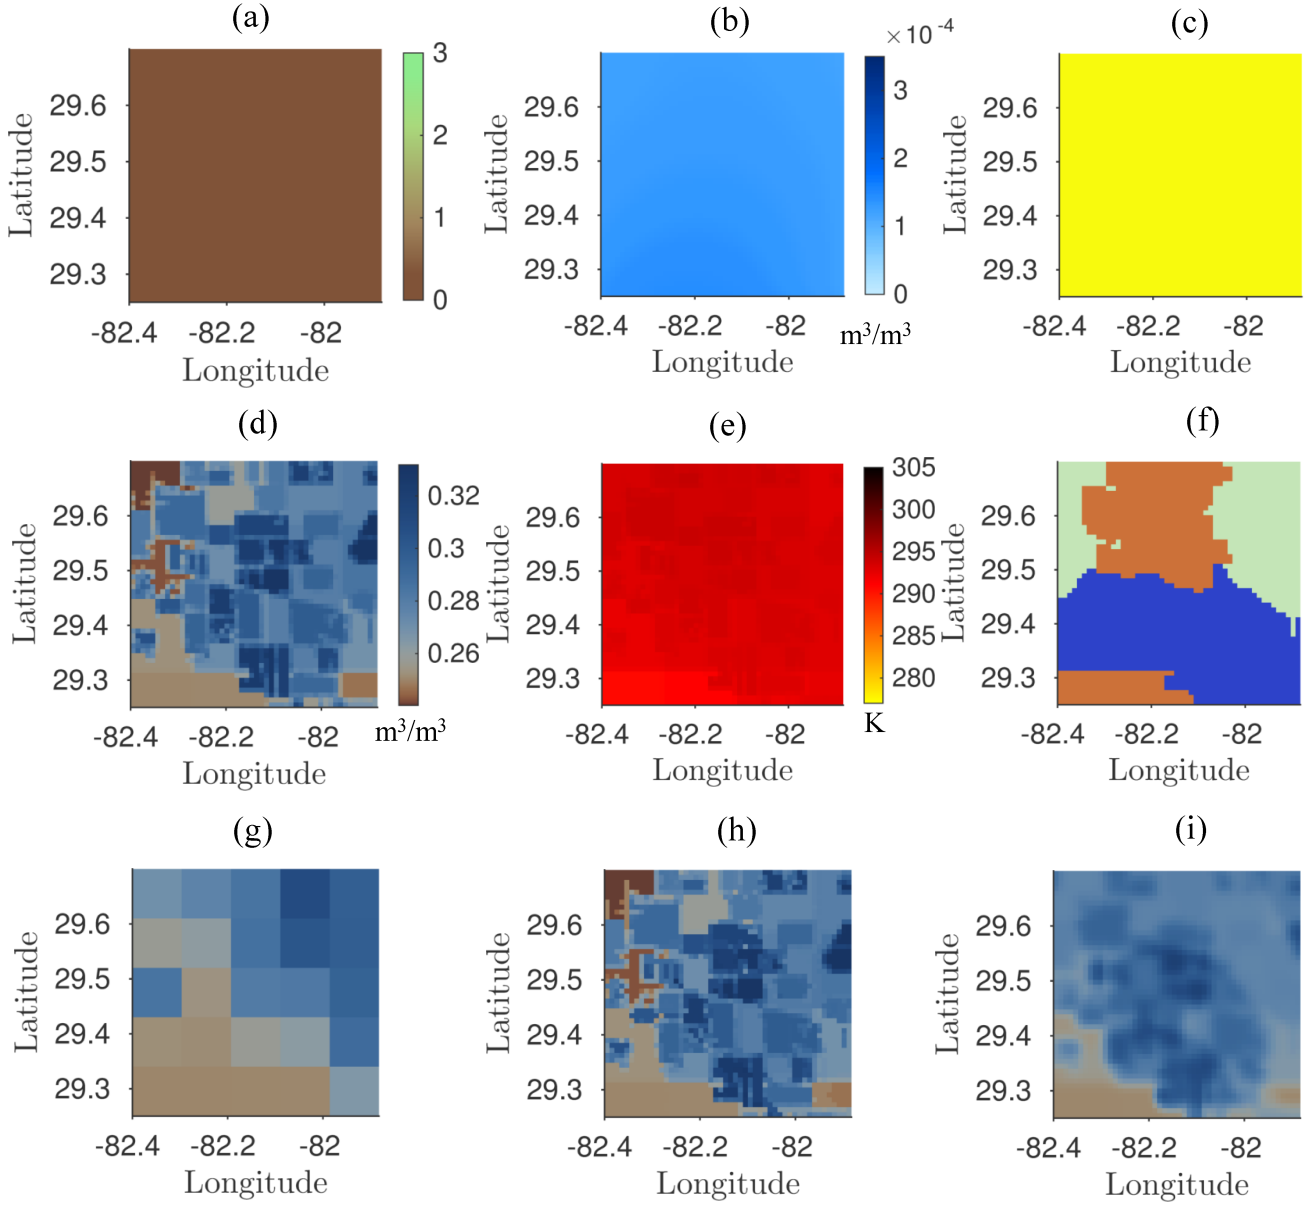 (a)
(b)
(c)
×10⁻⁴
Latitude
29.6
29.5
29.4
29.3
-82.4 -82.2 -82
Longitude
3
2
1
0
Latitude
29.6
29.5
29.4
29.3
-82.4 -82.2 -82
Longitude
3
2
1
0
m³/m³
Latitude
29.6
29.5
29.4
29.3
-82.4 -82.2 -82
Longitude
(d)
(e)
(f)
Latitude
29.6
29.5
29.4
29.3
-82.4 -82.2 -82
Longitude
0.32
0.3
0.28
0.26
m³/m³
Latitude
29.6
29.5
29.4
29.3
-82.4 -82.2 -82
Longitude
305
300
295
290
285
280
K
Latitude
29.6
29.5
29.4
29.3
-82.4 -82.2 -82
Longitude
(g)
(h)
(i)
Latitude
29.6
29.5
29.4
29.3
-82.4 -82.2 -82
Longitude
Latitude
29.6
29.5
29.4
29.3
-82.4 -82.2 -82
Longitude
Latitude
29.6
29.5
29.4
29.3
-82.4 -82.2 -82
Longitude